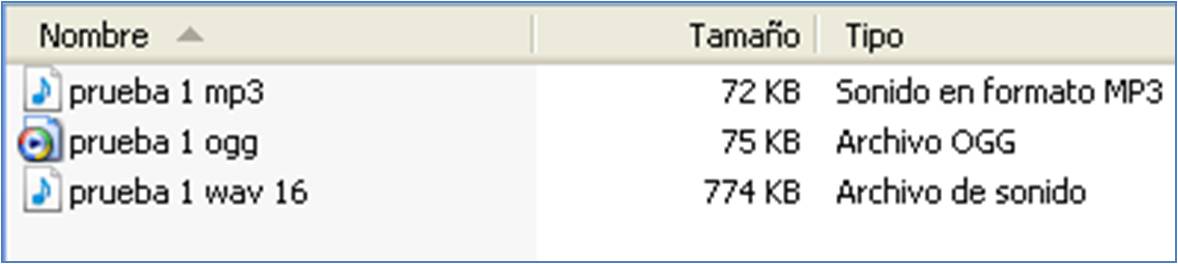 Nombre Tamaño Tipo
prueba 1 mp3 72 KB Sonido en formato MP3
prueba 1 ogg 75 KB Archivo OGG
prueba 1 wav 16 774 KB Archivo de sonido